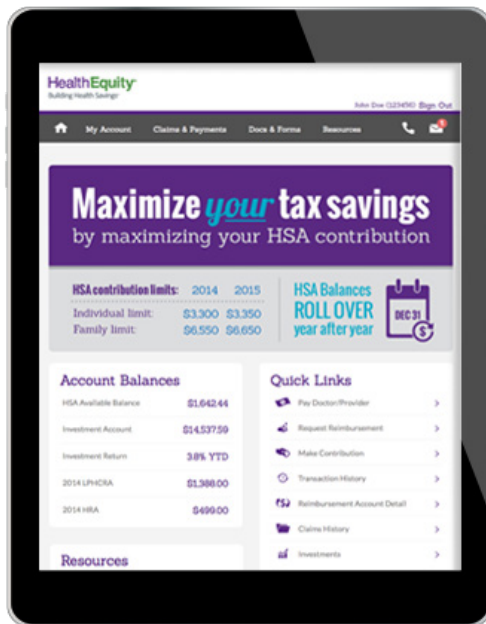 HealthEquity
Building Health Savings
John Doe (123456) Sign Out
My Account Claims & Payments Docs & Forms Resources
Maximize your tax savings
by maximizing your HSA contribution
HSA contribution limits: 2014 2015
Individual limit: $3,300 $3,350
Family limit: $6,550 $6,650
HSA Balances
ROLL OVER
year after year
DEC 31
$
Account Balances
HSA Available Balance $1,642.44
Investment Account $14,537.59
Investment Return 3.8% YTD
2014 LPHCRA $1,388.00
2014 HRA $499.00
Resources
Quick Links
Pay Doctor/Provider
Request Reimbursement
Make Contribution
Transaction History
Reimbursement Account Detail
Claims History
Investments